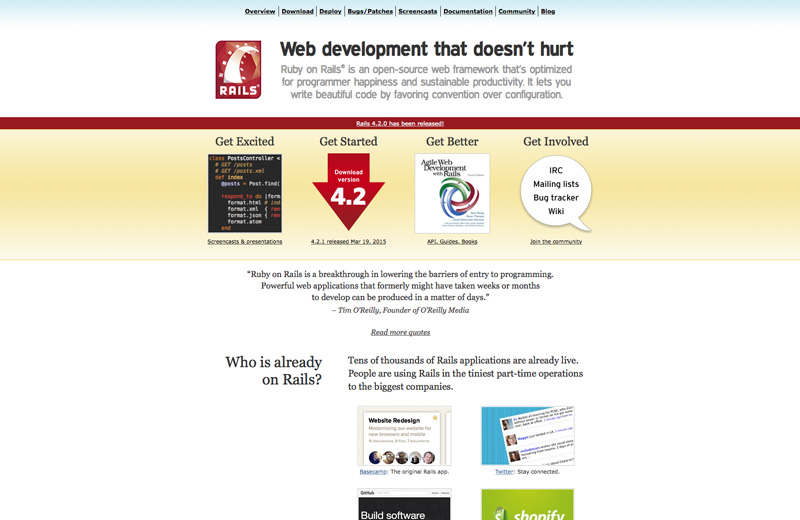 Overview Download Deploy Bugs/Patches Screencasts Documentation Community Blog
RAILS
Web development that doesn't hurt
Ruby on Rails® is an open-source web framework that's optimized
for programmer happiness and sustainable productivity. It lets you
write beautiful code by favoring convention over configuration.
Rails 4.2.0 has been released!
Get Excited
Get Started
Get Better
Get Involved
class PostsController <
# GET /posts
# GET /posts.xml
def index
@posts = Post.find(
respond_to do |form
format.html # ind
format.xml { ren
format.json { ren
format.atom
end
Download
version
4.2
Agile Web
Development
with Rails
IRC
Mailing lists
Bug tracker
Wiki
Screencasts & presentations
4.2.1 released Mar 19, 2015
API, Guides, Books
Join the community
“Ruby on Rails is a breakthrough in lowering the barriers of entry to programming.
Powerful web applications that formerly might have taken weeks or months
to develop can be produced in a matter of days.”
– Tim O'Reilly, Founder of O'Reilly Media
Read more quotes
Who is already
on Rails?
Tens of thousands of Rails applications are already live.
People are using Rails in the tiniest part-time operations
to the biggest companies.
Website Redesign
Modernizing our website for
new browsers and mobile
Basecamp: The original Rails app.
Twitter: Stay connected.
GitHub
Build software
shopify